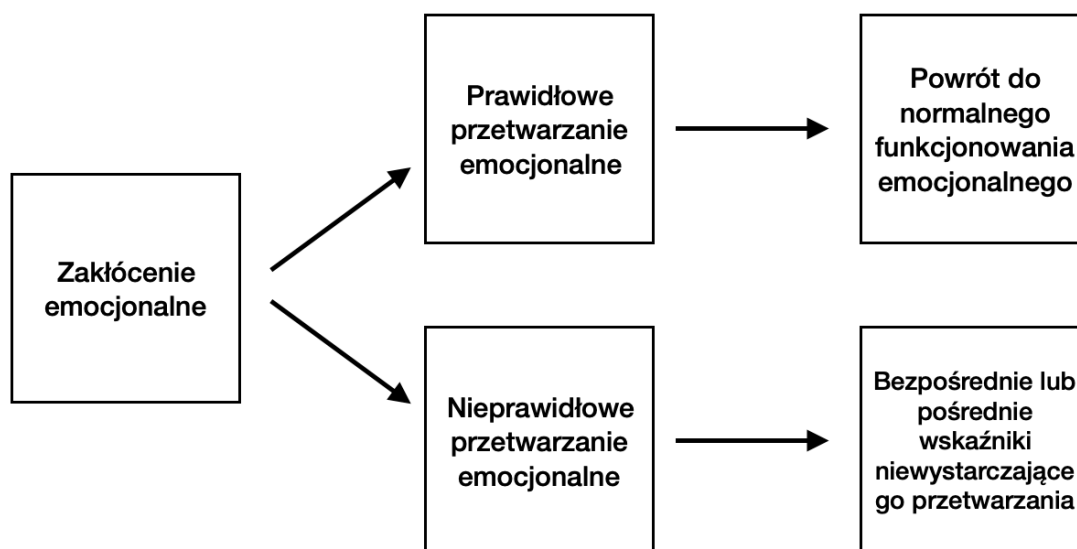 Zakłócenie
emocjonalne
Prawidłowe
przetwarzanie
emocjonalne
Powrót do
normalnego
funkcjonowania
emocjonalnego
Nieprawidłowe
przetwarzanie
emocjonalne
Bezpośrednie lub
pośrednie
wskaźniki
niewystarczające
go przetwarzania